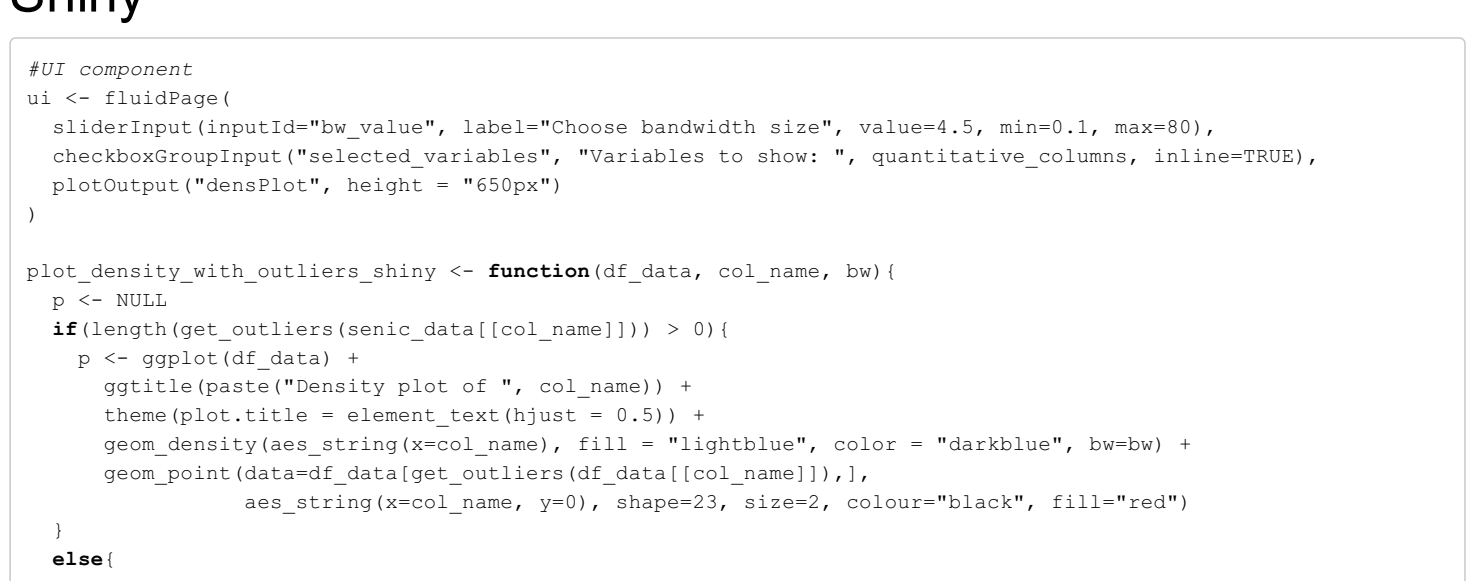 Shiny
#UI component
ui <- fluidPage(
  sliderInput(inputId="bw_value", label="Choose bandwidth size", value=4.5, min=0.1, max=80),
  checkboxGroupInput("selected_variables", "Variables to show: ", quantitative_columns, inline=TRUE),
  plotOutput("densPlot", height = "650px")
)
plot_density_with_outliers_shiny <- function(df_data, col_name, bw){
  p <- NULL
  if(length(get_outliers(senic_data[[col_name]])) > 0){
    p <- ggplot(df_data) +
      ggtitle(paste("Density plot of ", col_name)) +
      theme(plot.title = element_text(hjust = 0.5)) +
      geom_density(aes_string(x=col_name), fill = "lightblue", color = "darkblue", bw=bw) +
      geom_point(data=df_data[get_outliers(df_data[[col_name]]),],
                 aes_string(x=col_name, y=0), shape=23, size=2, colour="black", fill="red")
  }
  else{